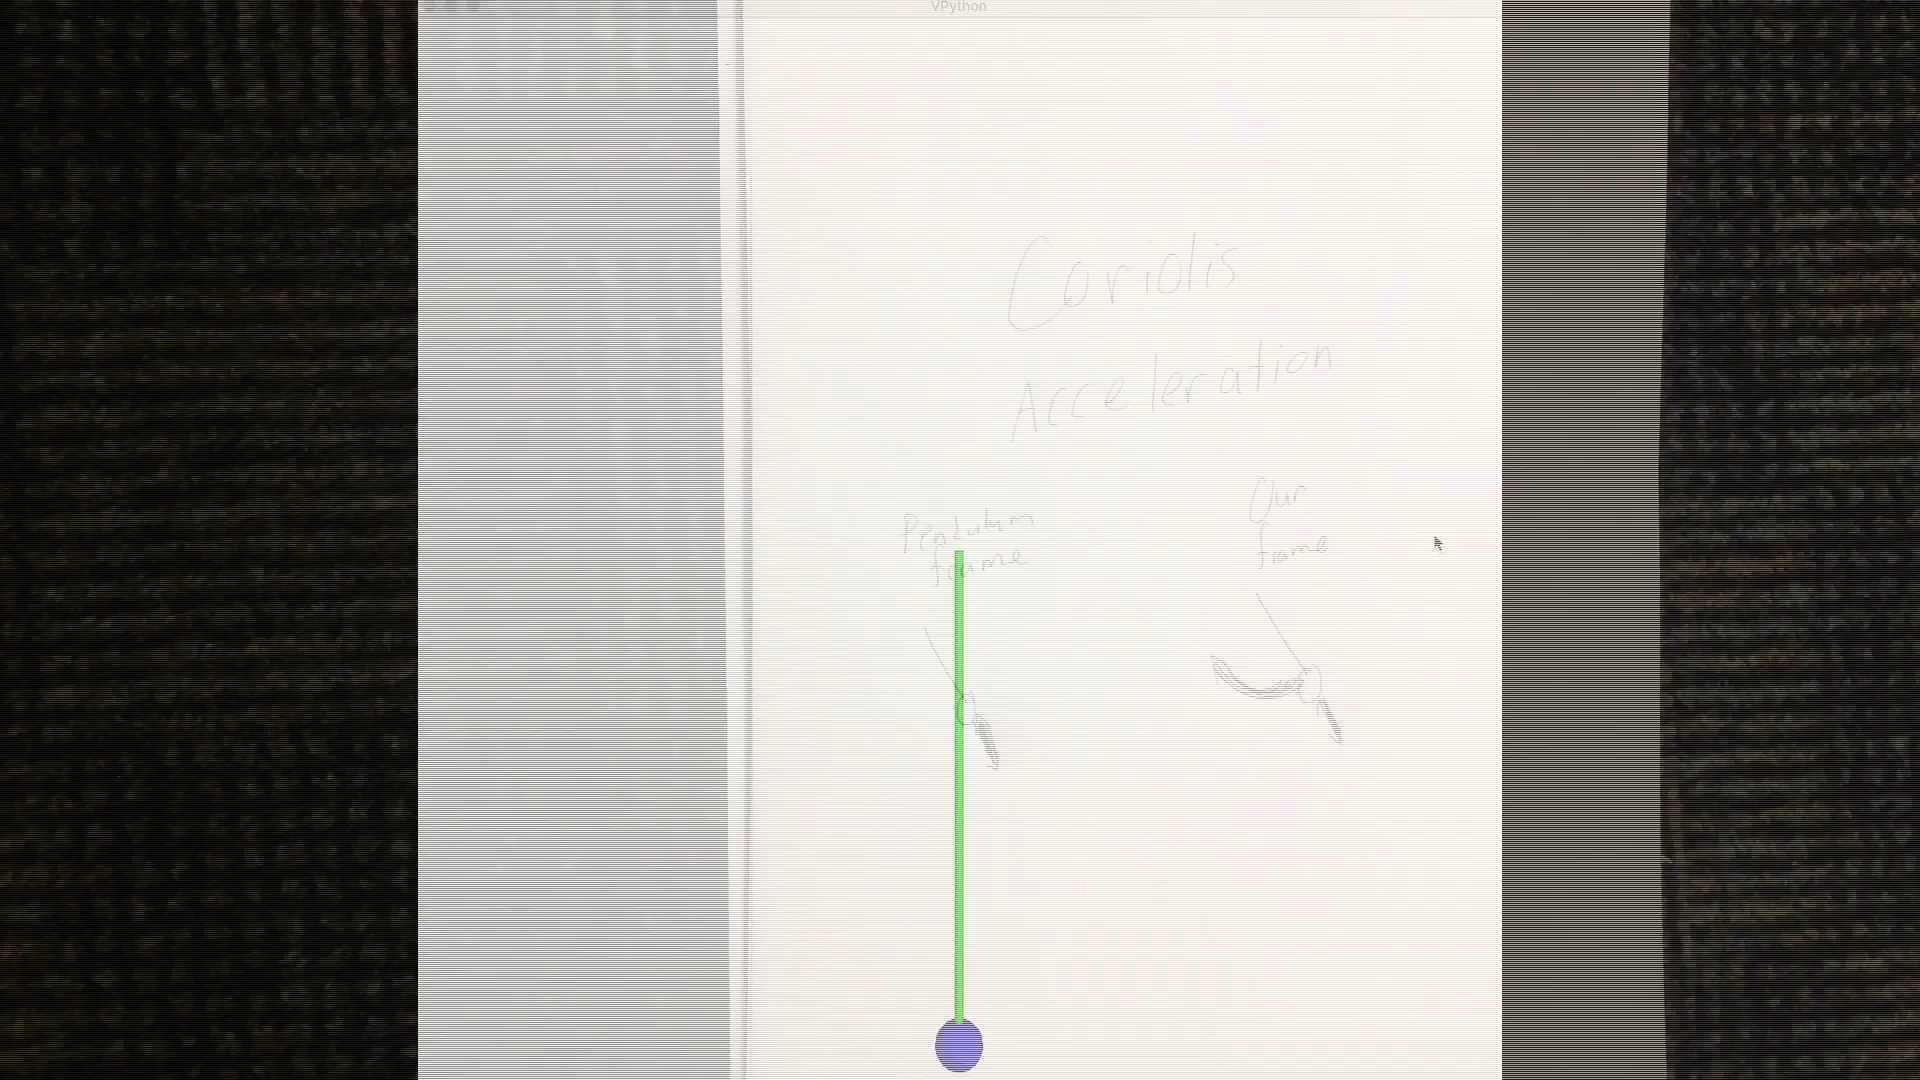 VPython
Coriolis
Acceleration
Pendulum
frame
Our
frame